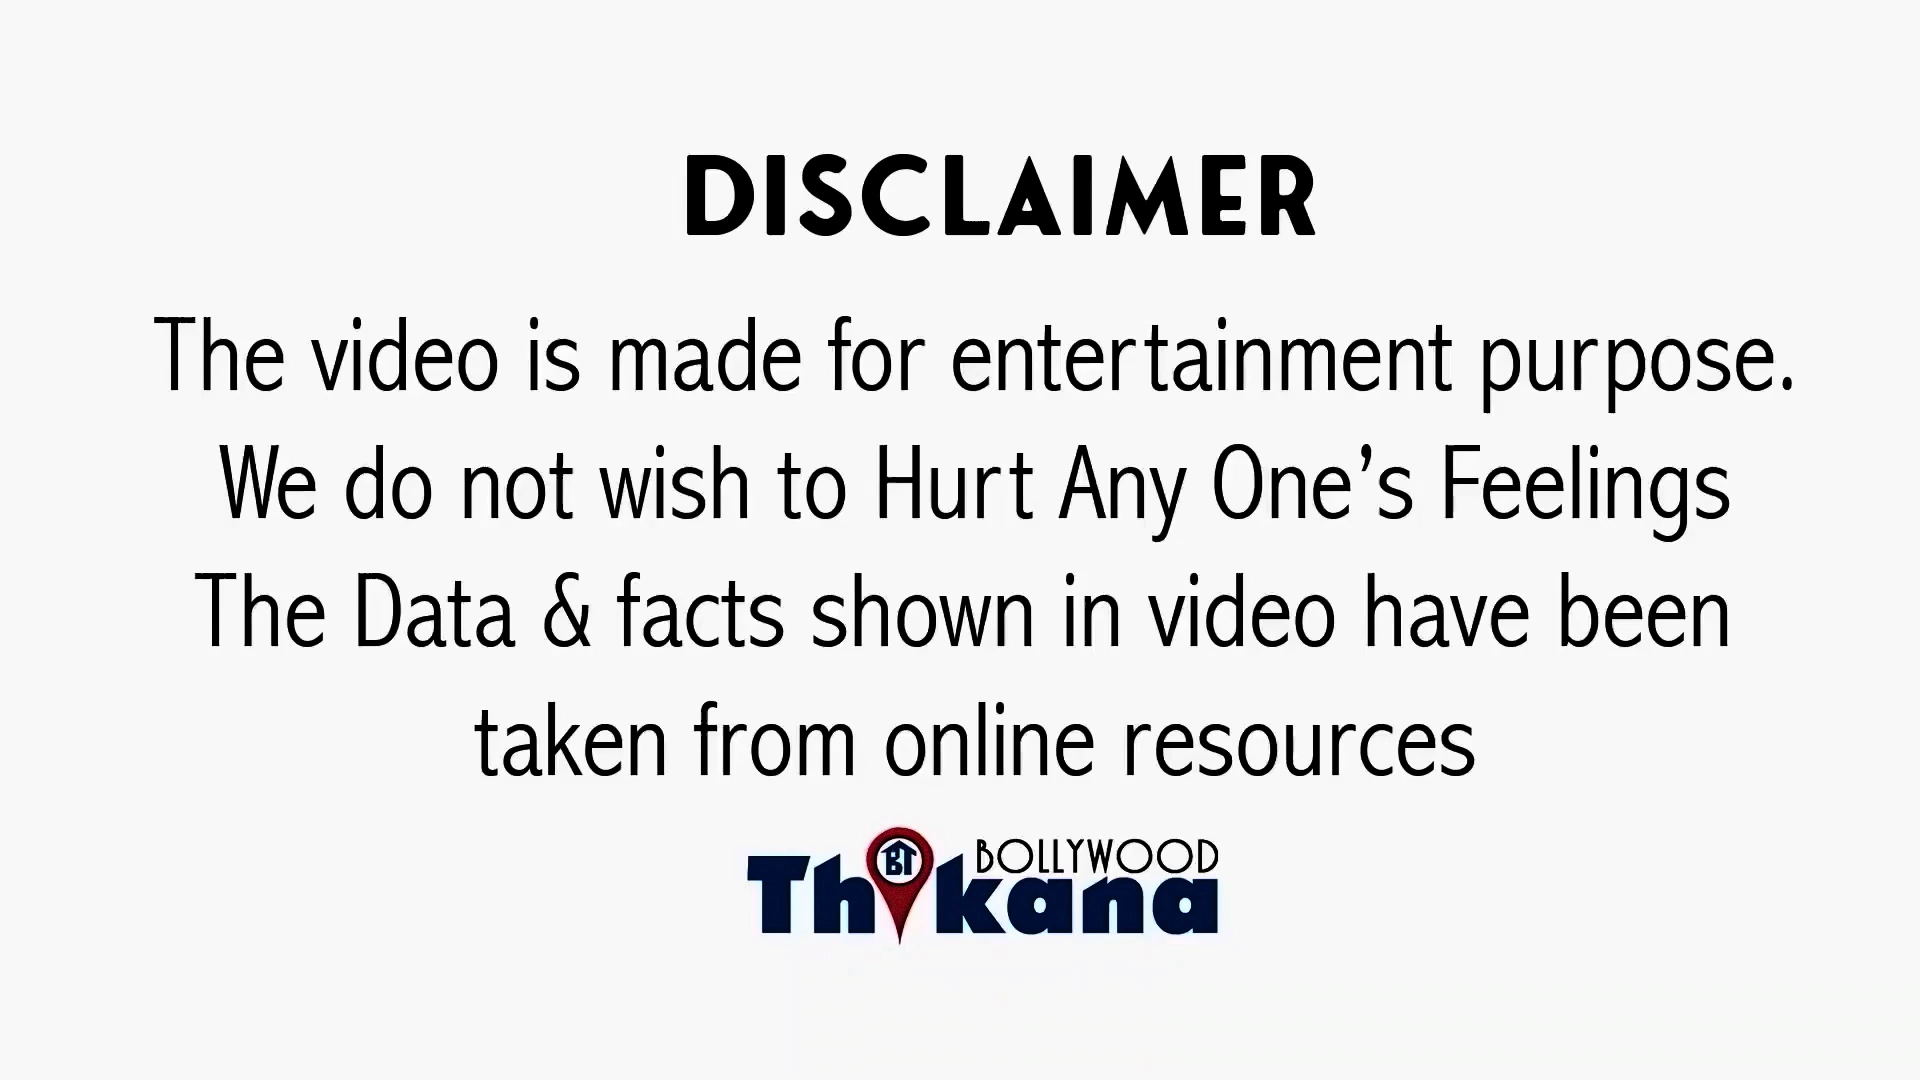 DISCLAIMER
The video is made for entertainment purpose.
We do not wish to Hurt Any One’s Feelings
The Data & facts shown in video have been
taken from online resources
BOLLYWOOD
BT
Thikana